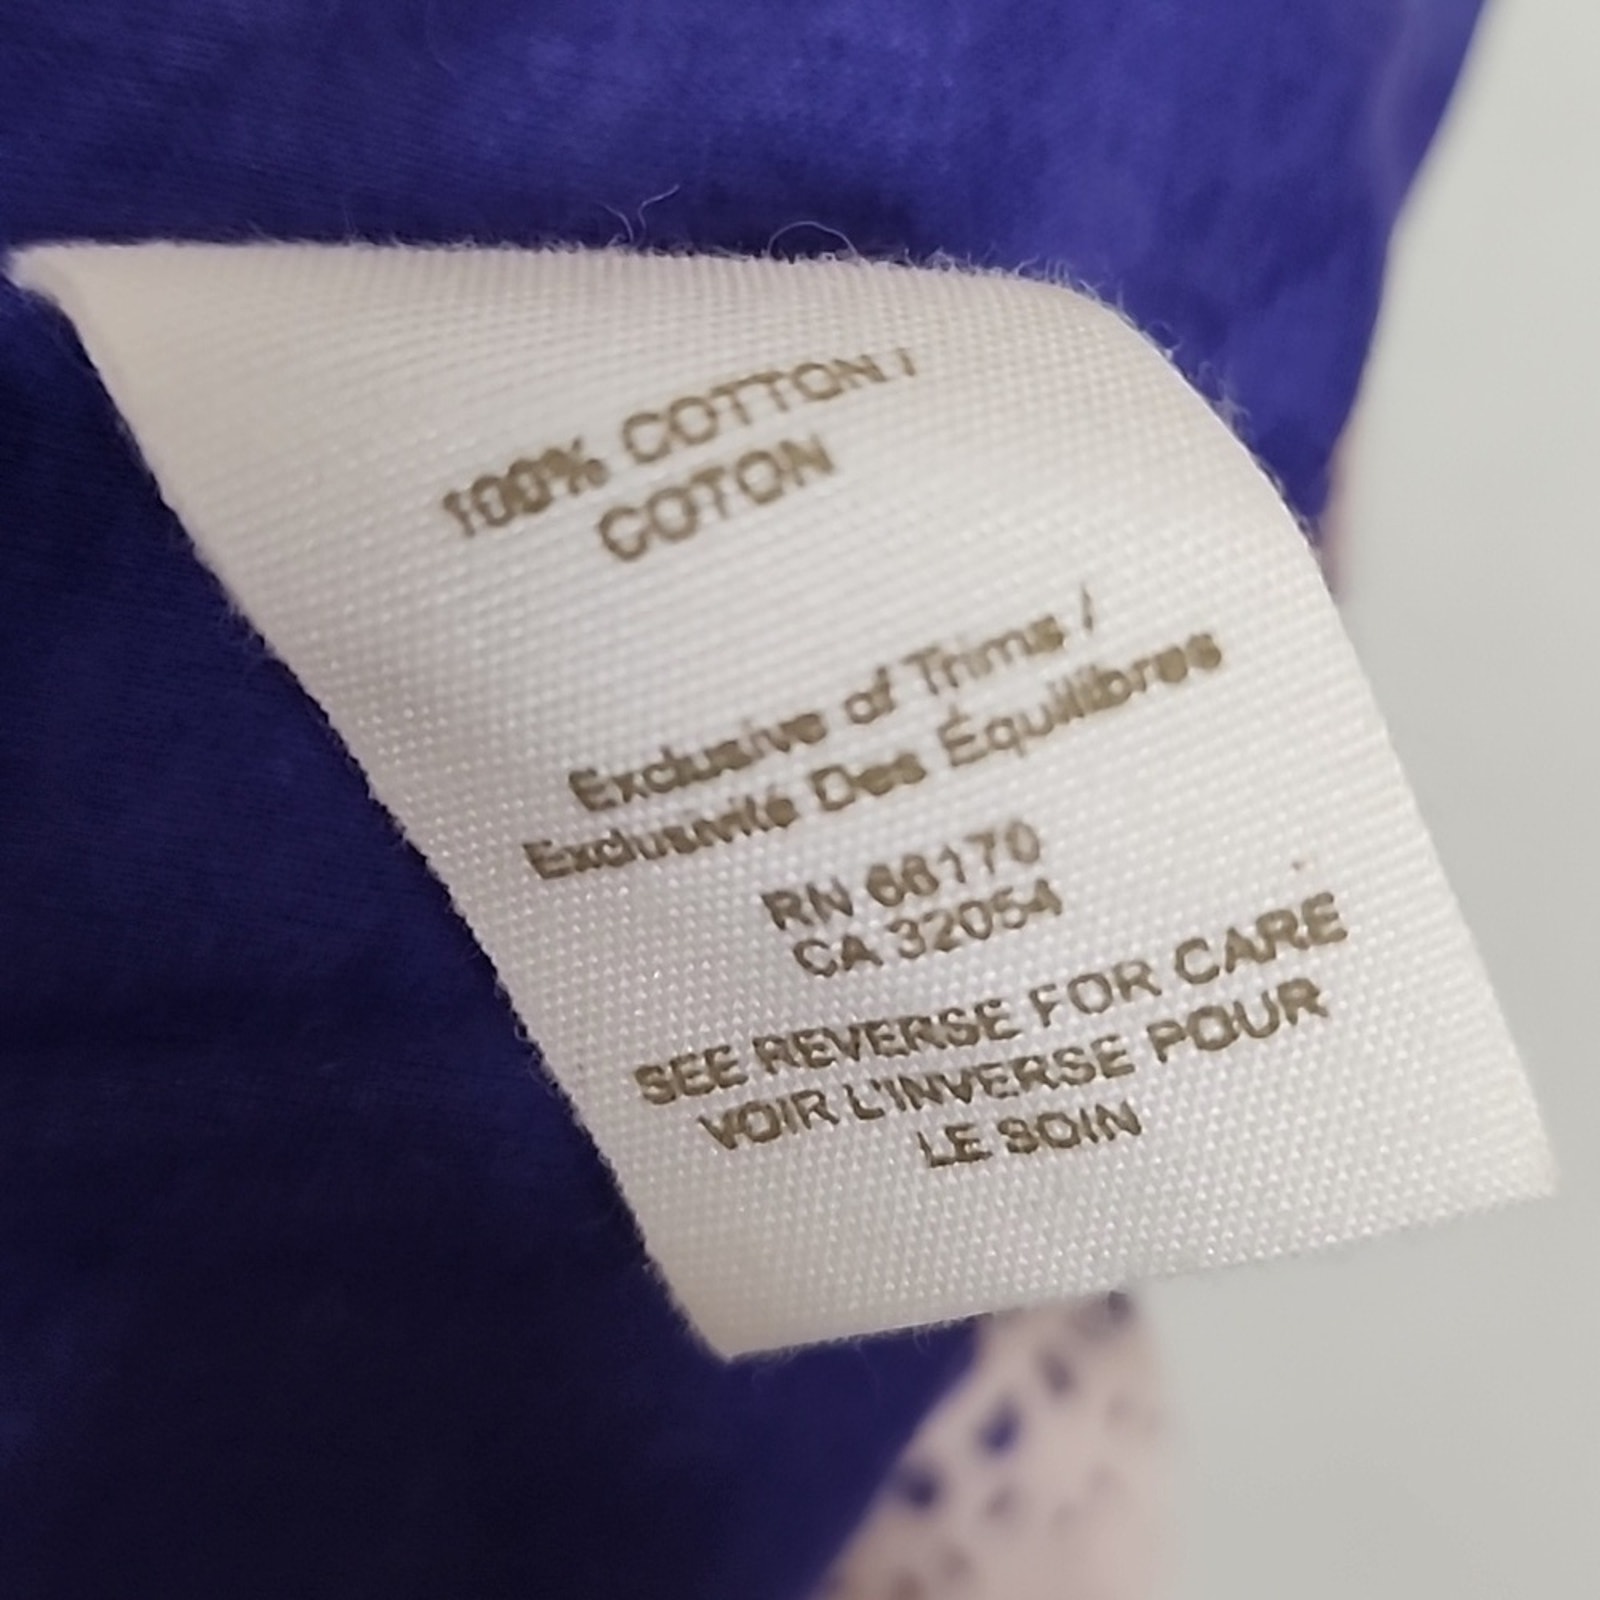 100% COTTON /
COTON
Exclusive of Trims /
Exclusivité Des Équilibres
RN 66170
CA 32054
SEE REVERSE FOR CARE
VOIR L'INVERSE POUR
LE SOIN